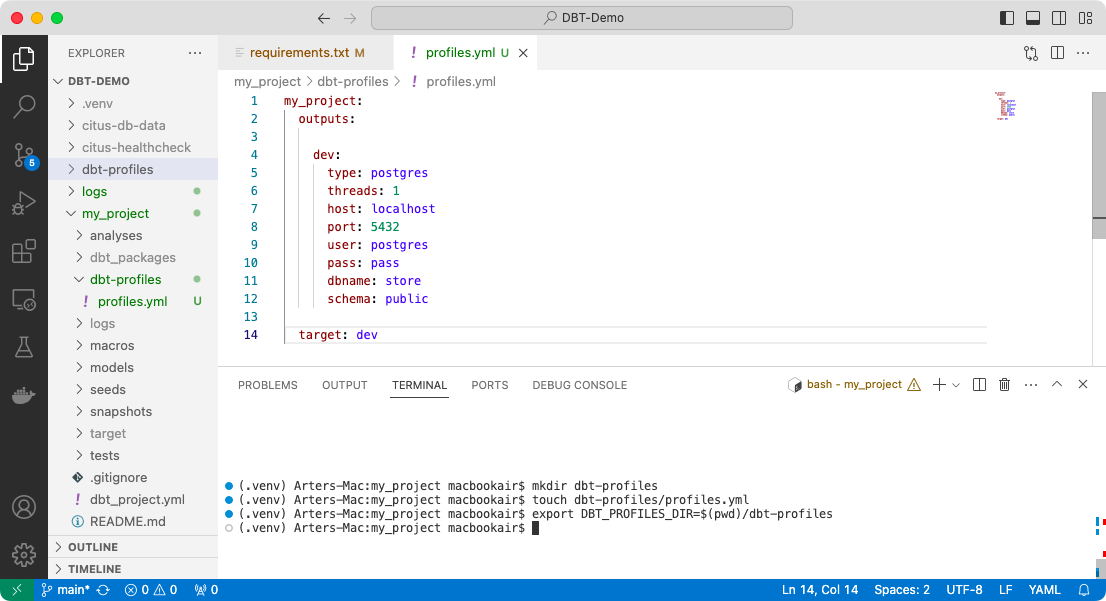 DBT-Demo
EXPLORER
DBT-DEMO
.venv
citus-db-data
citus-healthcheck
dbt-profiles
logs
my_project
analyses
dbt_packages
dbt-profiles
! profiles.yml U
logs
macros
models
seeds
snapshots
target
tests
.gitignore
! dbt_project.yml
README.md
OUTLINE
TIMELINE
5
requirements.txt M
! profiles.yml U
my_project > dbt-profiles > ! profiles.yml
1 my_project:
2 outputs:
3
4 dev:
5 type: postgres
6 threads: 1
7 host: localhost
8 port: 5432
9 user: postgres
10 pass: pass
11 dbname: store
12 schema: public
13
14 target: dev
PROBLEMS OUTPUT TERMINAL PORTS DEBUG CONSOLE
bash - my_project
(.venv) Arters-Mac:my_project macbookair$ mkdir dbt-profiles
(.venv) Arters-Mac:my_project macbookair$ touch dbt-profiles/profiles.yml
(.venv) Arters-Mac:my_project macbookair$ export DBT_PROFILES_DIR=$(pwd)/dbt-profiles
(.venv) Arters-Mac:my_project macbookair$
main* 0 0 0 Ln 14, Col 14 Spaces: 2 UTF-8 LF YAML